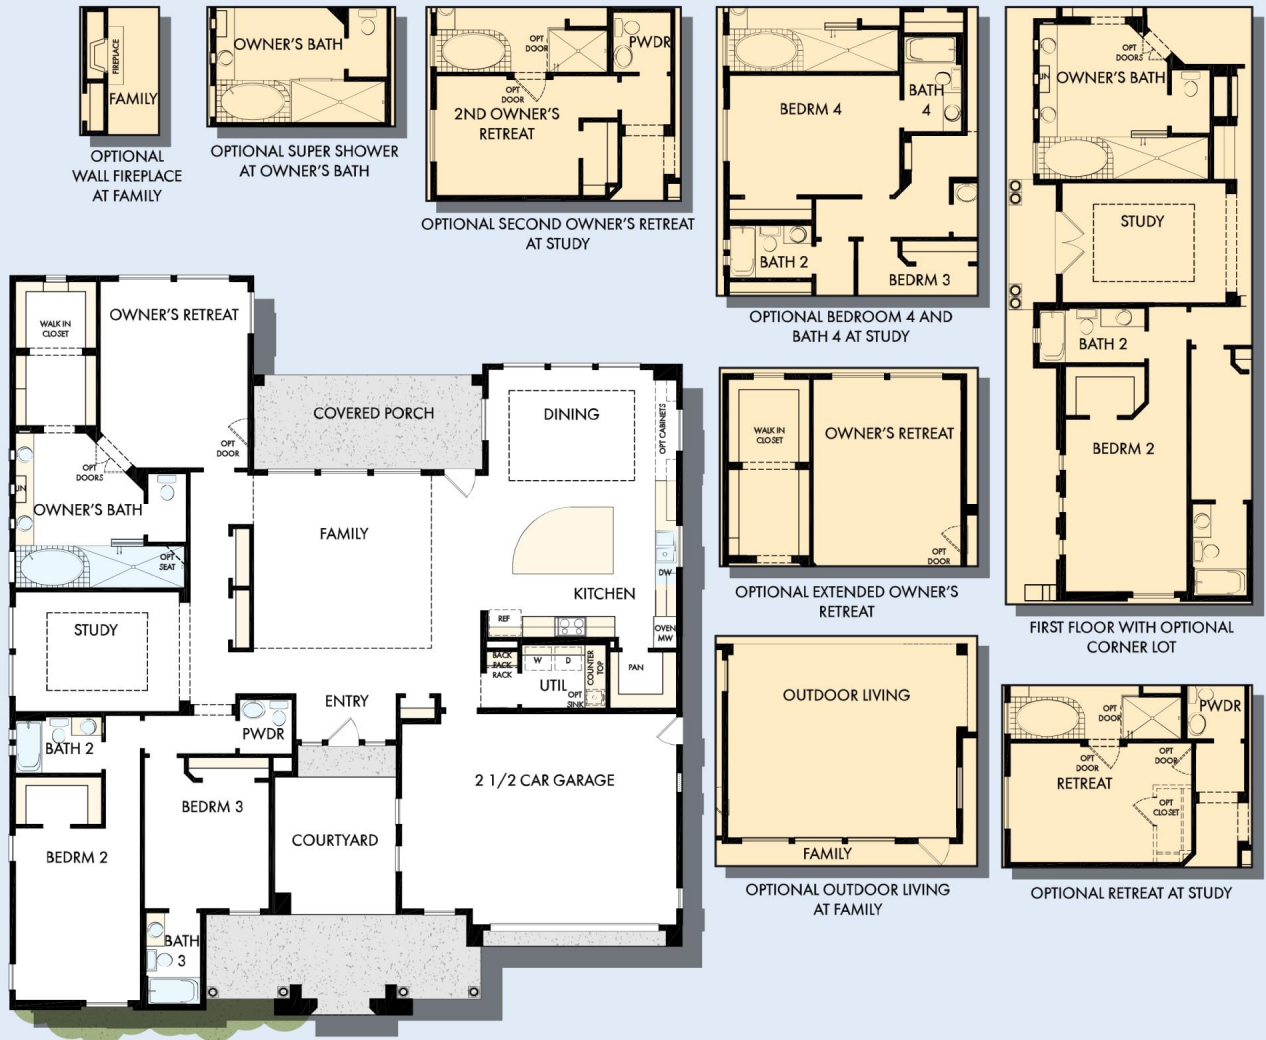 FIREPLACE
FAMILY
OPTIONAL
WALL FIREPLACE
AT FAMILY
OWNER'S BATH
OPTIONAL SUPER SHOWER
AT OWNER'S BATH
OPT
DOOR
PWDR
OPT
DOOR
2ND OWNER'S
RETREAT
OPTIONAL SECOND OWNER'S RETREAT
AT STUDY
BEDRM 4
BATH
4
BATH 2
BEDRM 3
OPTIONAL BEDROOM 4 AND
BATH 4 AT STUDY
OPT
DOORS
LIN
OWNER'S BATH
STUDY
BATH 2
BEDRM 2
FIRST FLOOR WITH OPTIONAL
CORNER LOT
WALK IN
CLOSET
OWNER'S RETREAT
OPT
DOOR
OPTIONAL EXTENDED OWNER'S
RETREAT
OUTDOOR LIVING
FAMILY
OPTIONAL OUTDOOR LIVING
AT FAMILY
OPT
DOOR
PWDR
OPT
DOOR
OPT
DOOR
RETREAT
OPT
CLOSET
OPTIONAL RETREAT AT STUDY
WALK IN
CLOSET
OWNER'S RETREAT
OPT
DOOR
COVERED PORCH
DINING
OPT CABINETS
OPT
DOORS
LIN
OWNER'S BATH
OPT
SEAT
FAMILY
DW
KITCHEN
REF
OVEN
MW
STUDY
BACK
PACK
RACK
W
D
COUNTER
TOP
PAN
UTIL
OPT
SINK
ENTRY
PWDR
BATH 2
2 1/2 CAR GARAGE
BEDRM 3
COURTYARD
BEDRM 2
BATH
3